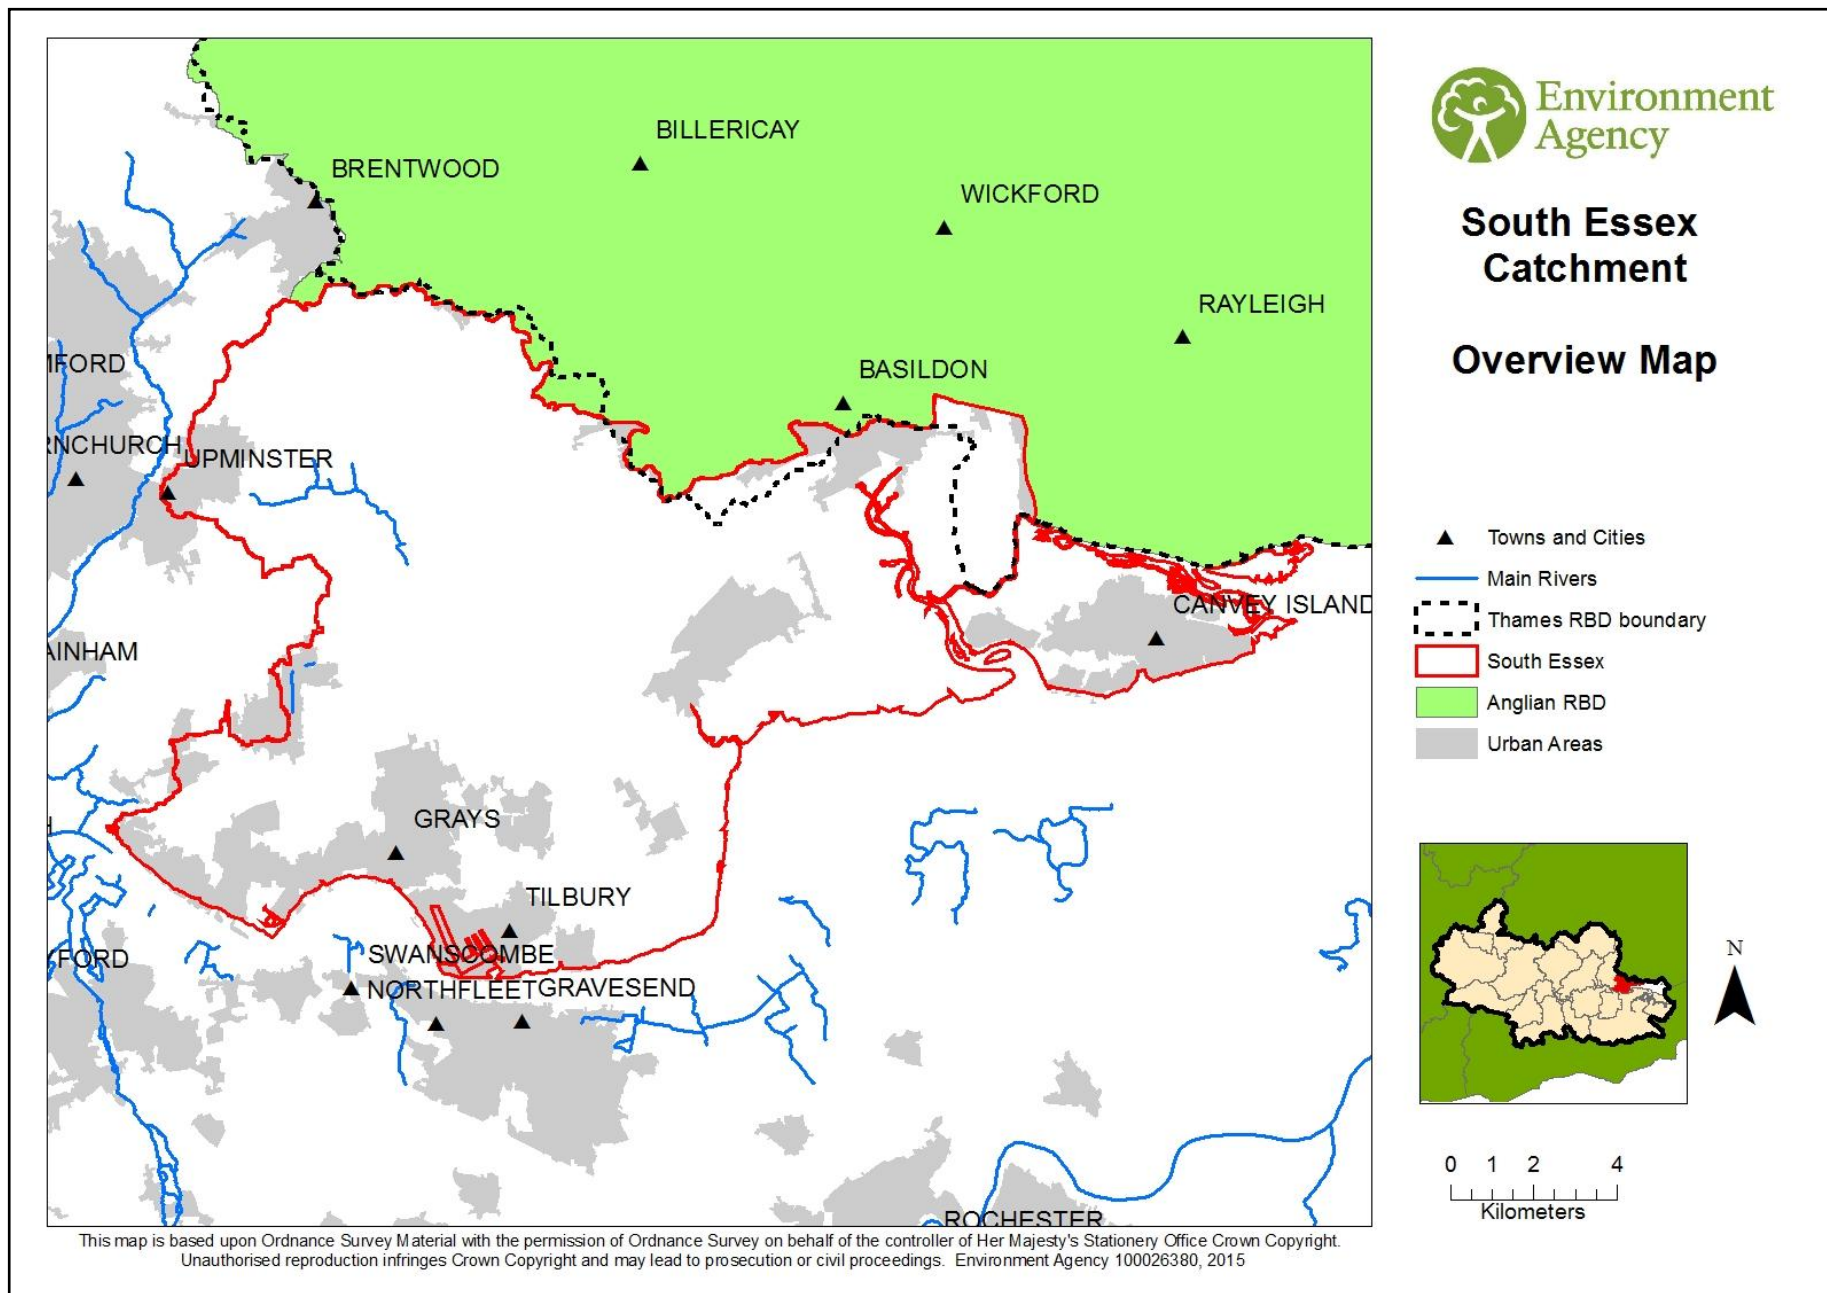 Environment
Agency
South Essex
Catchment
Overview Map
BILLERICAY
BRENTWOOD
WICKFORD
RAYLEIGH
MFORD
BASILDON
RNCHURCH
UPMINSTER
CANVEY ISLAND
AINHAM
GRAYS
H
TILBURY
YFORD
SWANSCOMBE
NORTHFLEET
GRAVESEND
ROCHESTER
Towns and Cities
Main Rivers
Thames RBD boundary
South Essex
Anglian RBD
Urban Areas
N
0 1 2 4
Kilometers
This map is based upon Ordnance Survey Material with the permission of Ordnance Survey on behalf of the controller of Her Majesty's Stationery Office Crown Copyright.
Unauthorised reproduction infringes Crown Copyright and may lead to prosecution or civil proceedings. Environment Agency 100026380, 2015